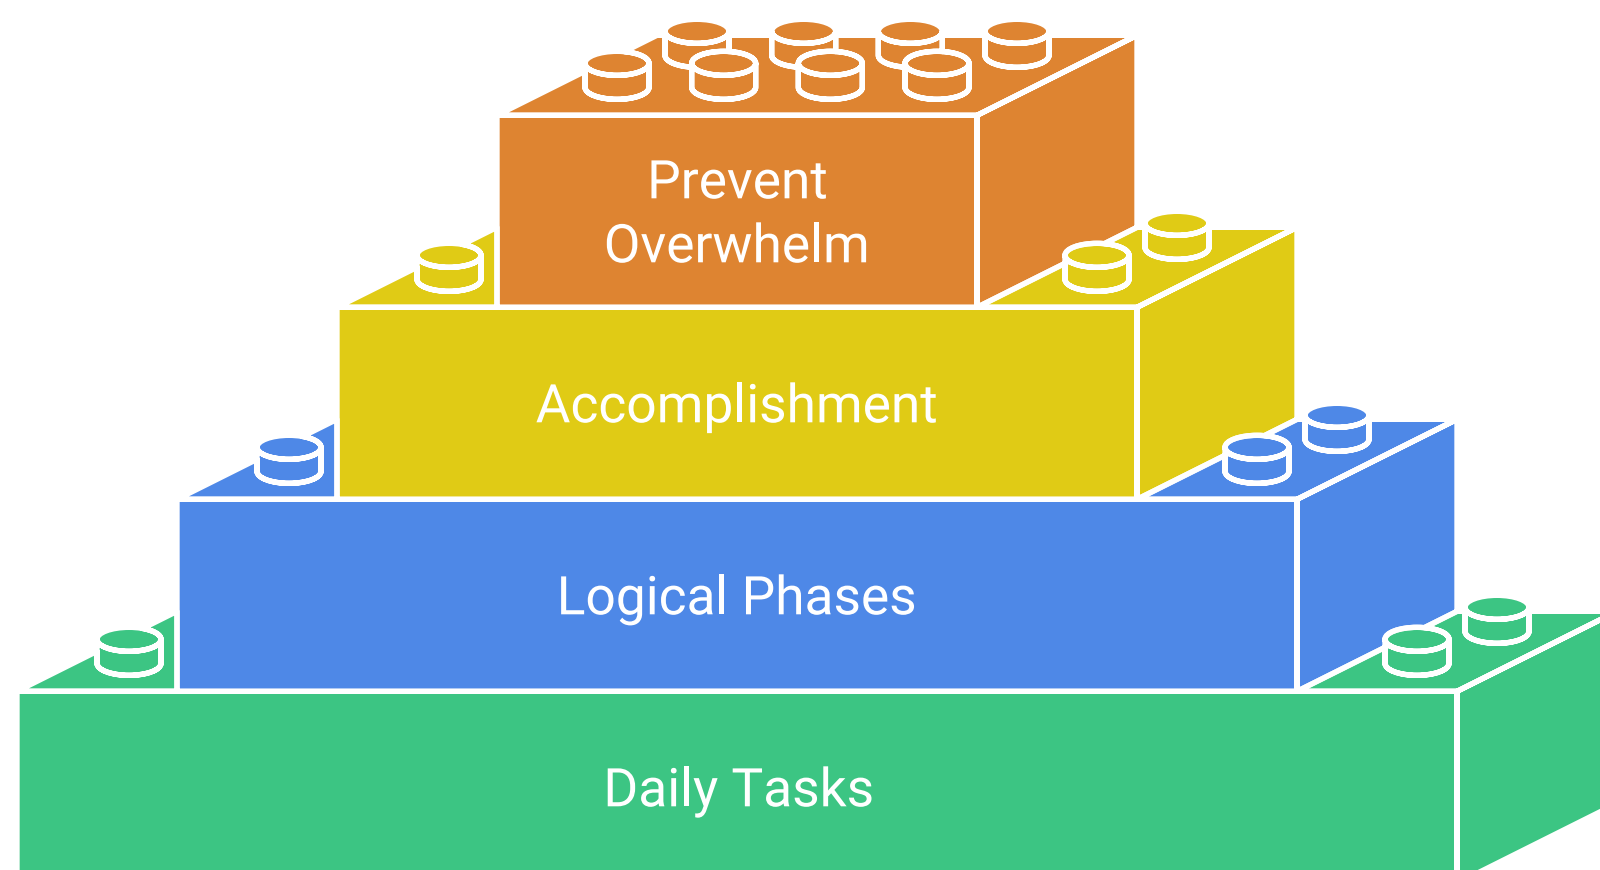 Prevent
Overwhelm
Accomplishment
Logical Phases
Daily Tasks